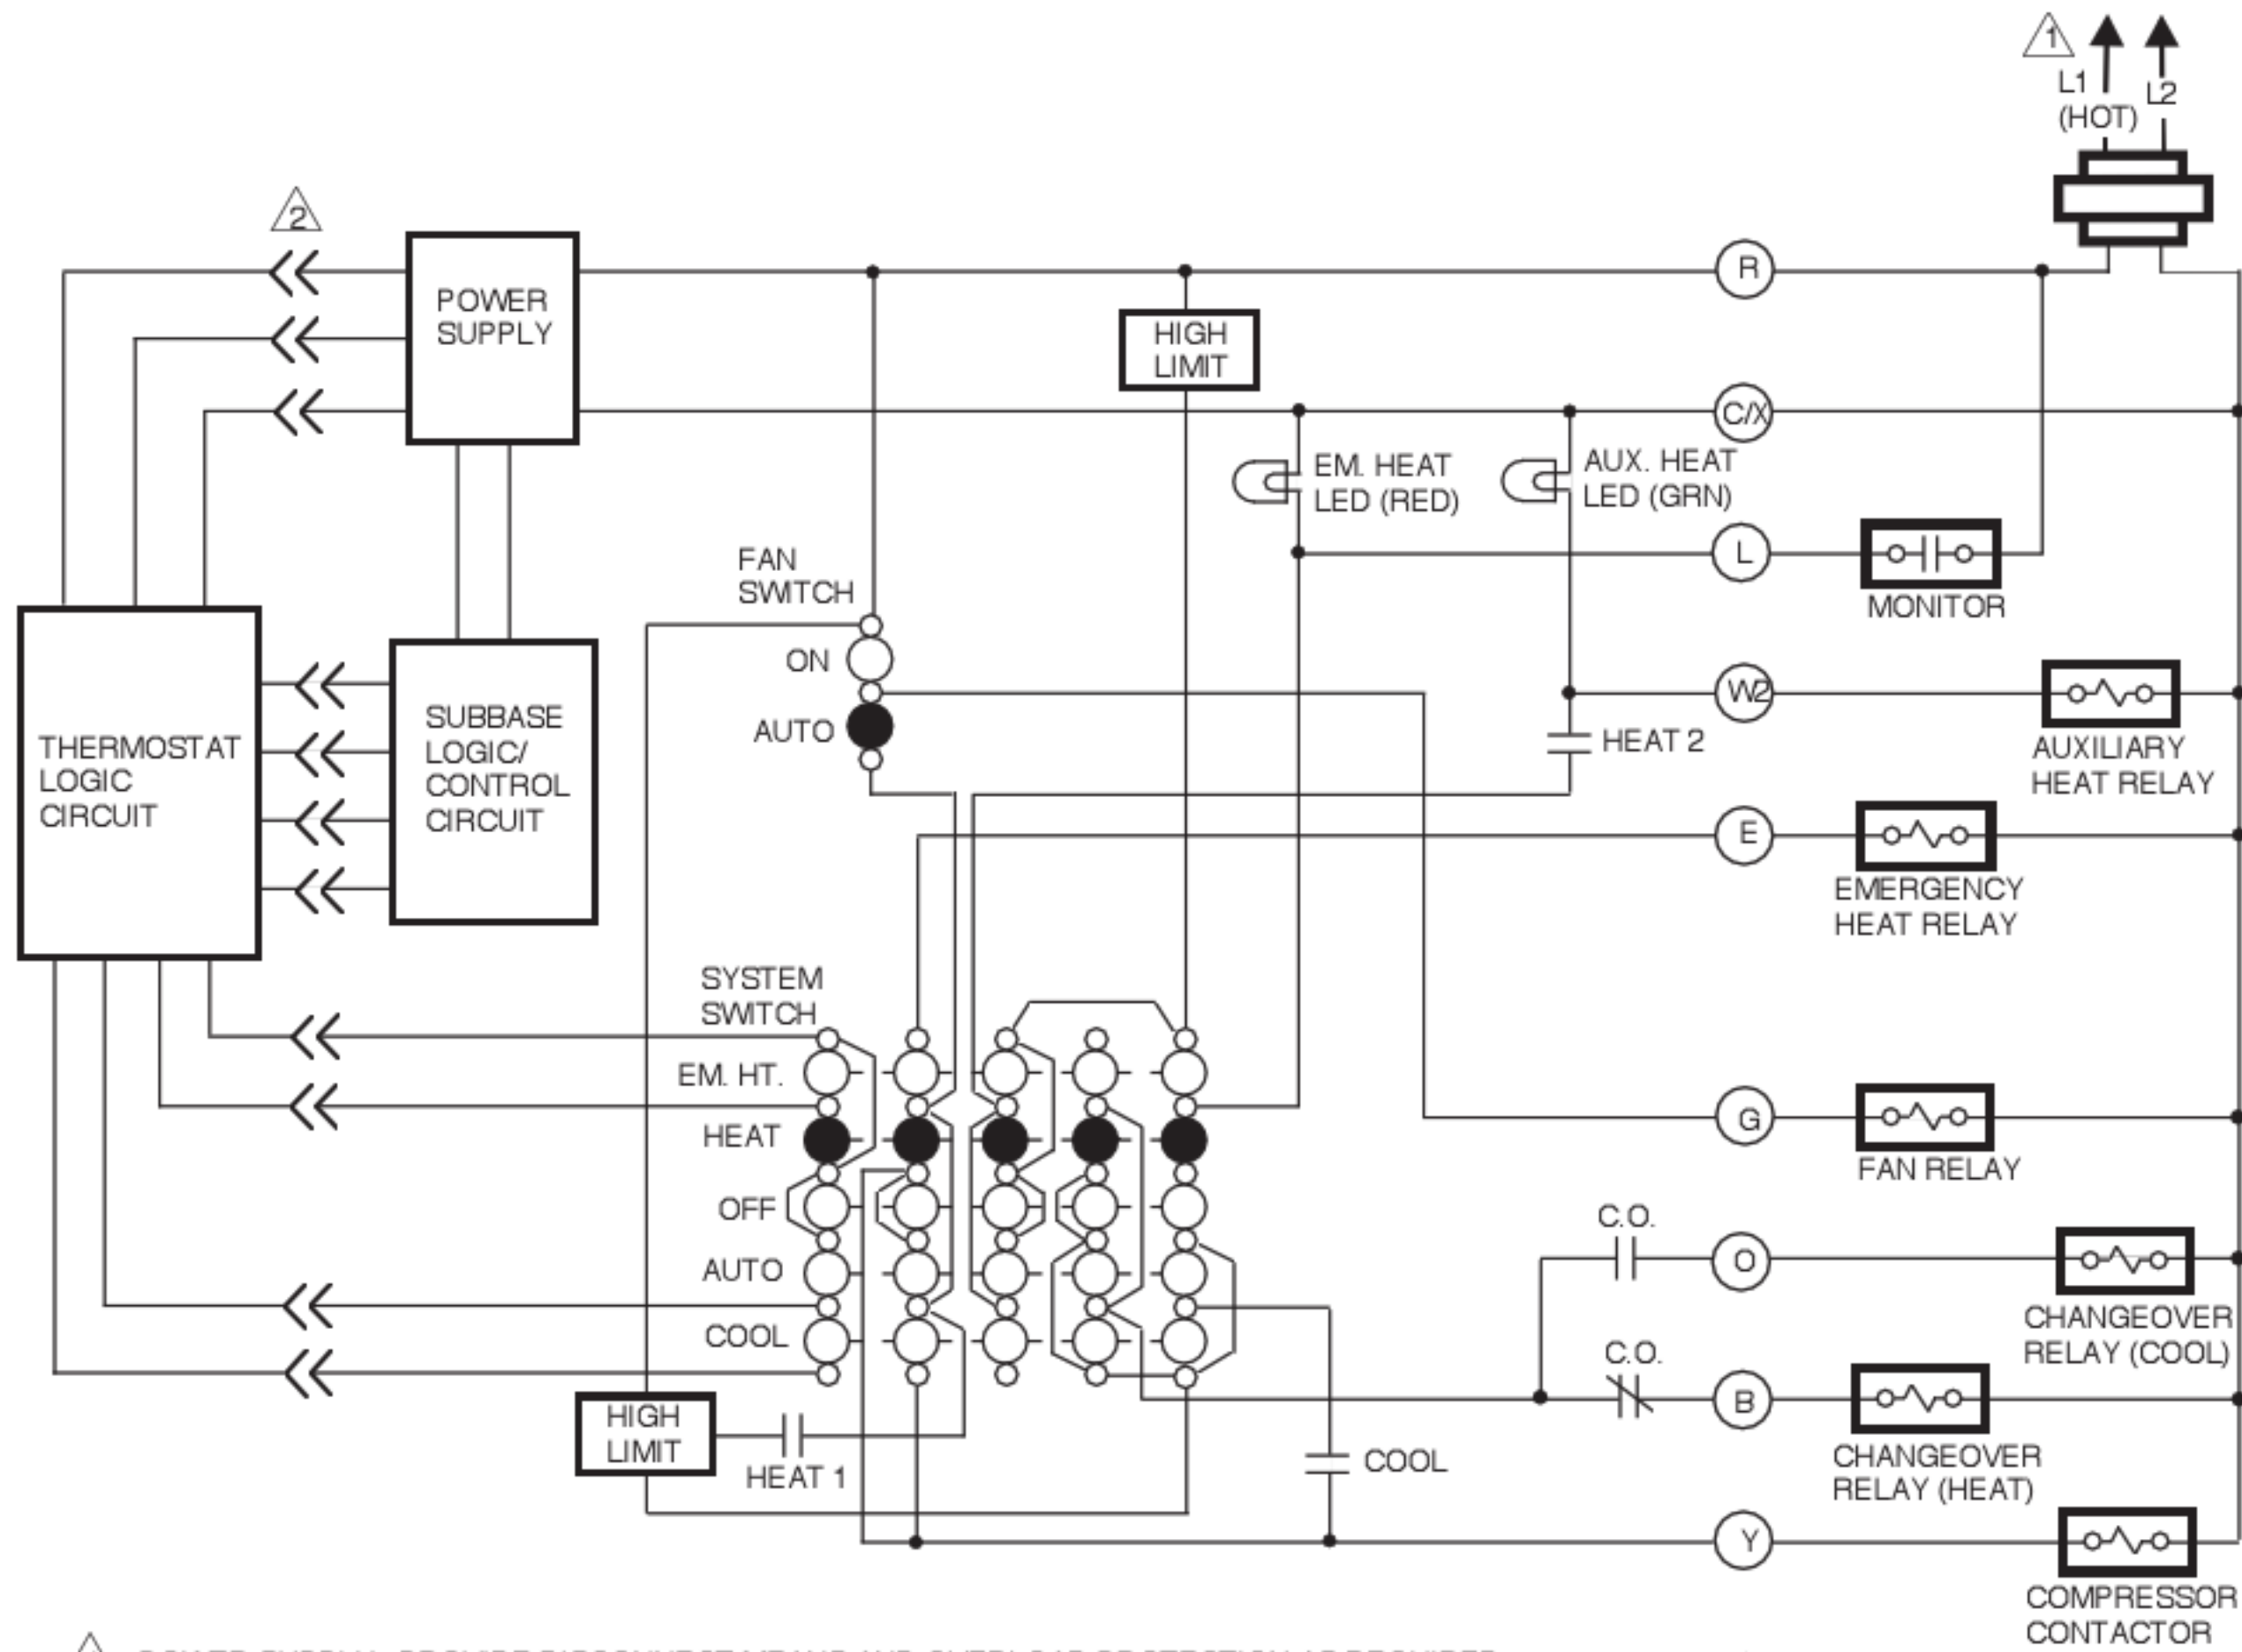 1
L1
(HOT)
L2
2
POWER
SUPPLY
R
HIGH
LIMIT
C/X
EM. HEAT
LED (RED)
AUX. HEAT
LED (GRN)
L
MONITOR
FAN
SWITCH
ON
AUTO
W2
HEAT 2
AUXILIARY
HEAT RELAY
THERMOSTAT
LOGIC
CIRCUIT
SUBBASE
LOGIC/
CONTROL
CIRCUIT
E
EMERGENCY
HEAT RELAY
SYSTEM
SWITCH
EM. HT.
HEAT
OFF
AUTO
COOL
G
FAN RELAY
C.O.
O
CHANGEOVER
RELAY (COOL)
C.O.
B
CHANGEOVER
RELAY (HEAT)
HIGH
LIMIT
HEAT 1
COOL
Y
COMPRESSOR
CONTACTOR